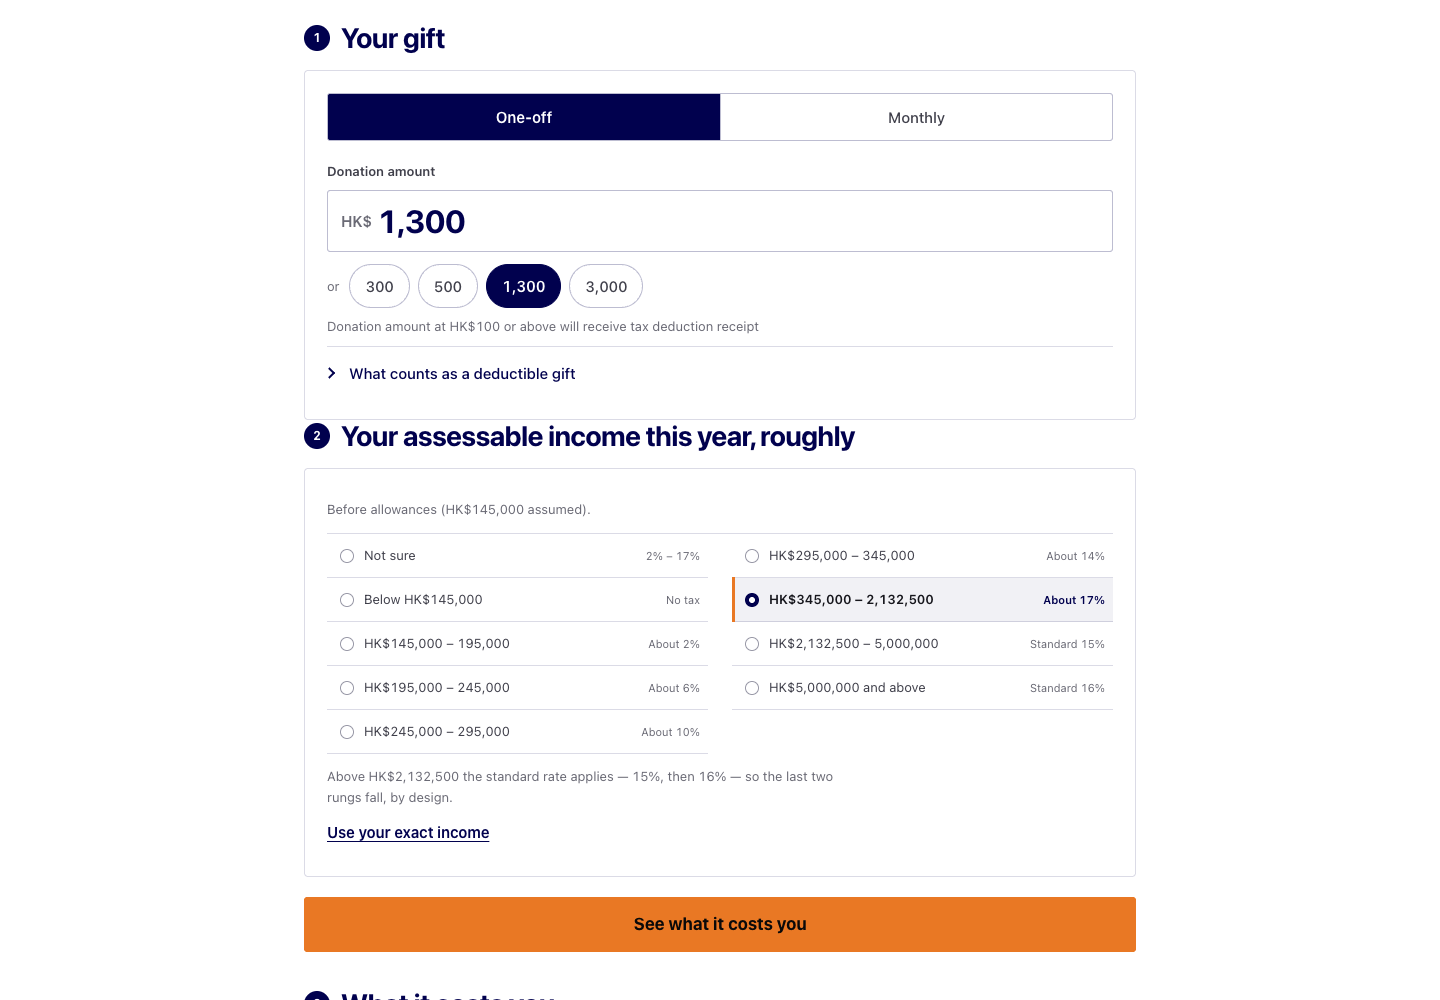 1 Your gift
One-off
Monthly
Donation amount
HK$ 1,300
or 300 500 1,300 3,000
Donation amount at HK$100 or above will receive tax deduction receipt
What counts as a deductible gift
2 Your assessable income this year, roughly
Before allowances (HK$145,000 assumed).
Not sure 2% – 17%
Below HK$145,000 No tax
HK$145,000 – 195,000 About 2%
HK$195,000 – 245,000 About 6%
HK$245,000 – 295,000 About 10%
HK$295,000 – 345,000 About 14%
HK$345,000 – 2,132,500 About 17%
HK$2,132,500 – 5,000,000 Standard 15%
HK$5,000,000 and above Standard 16%
Above HK$2,132,500 the standard rate applies — 15%, then 16% — so the last two
rungs fall, by design.
Use your exact income
See what it costs you
What it costs you